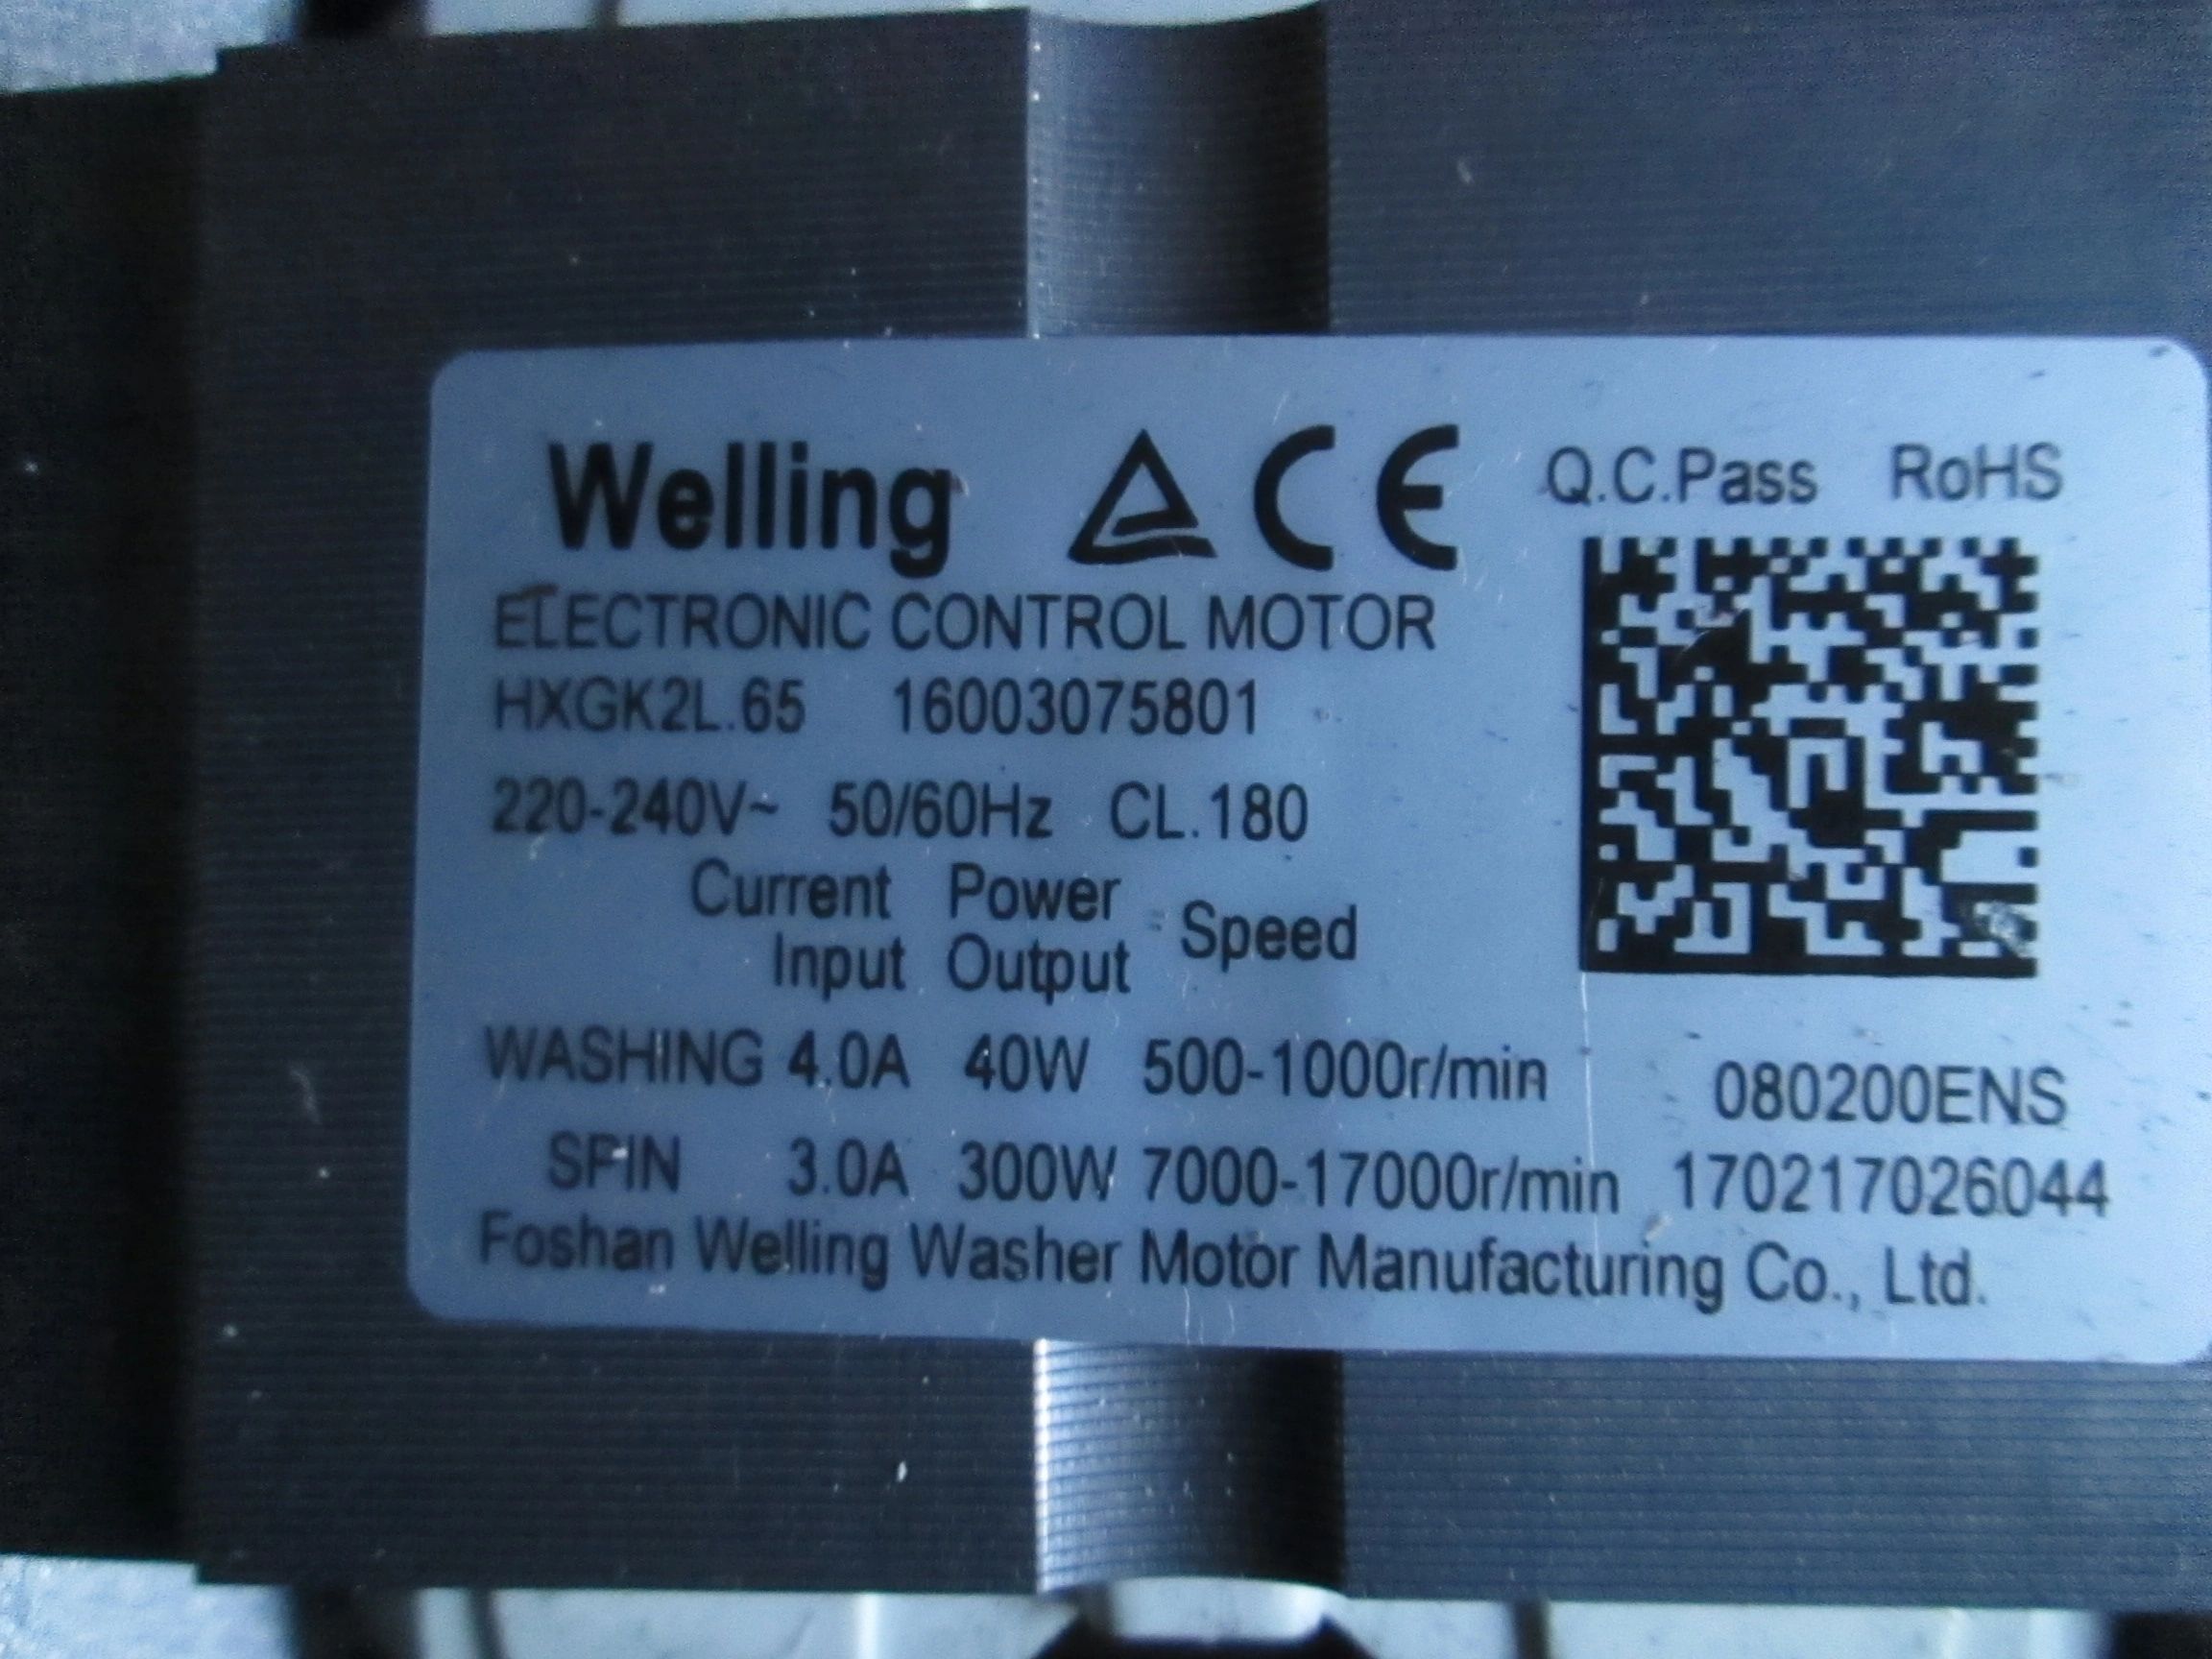 Welling CE Q.C.Pass RoHS
ELECTRONIC CONTROL MOTOR
HXGK2L.65 16003075801
220-240V~ 50/60Hz CL.180
Current Power Speed
Input Output
WASHING 4.0A 40W 500-1000r/min 080200ENS
SPIN 3.0A 300W 7000-17000r/min 170217026044
Foshan Welling Washer Motor Manufacturing Co., Ltd.